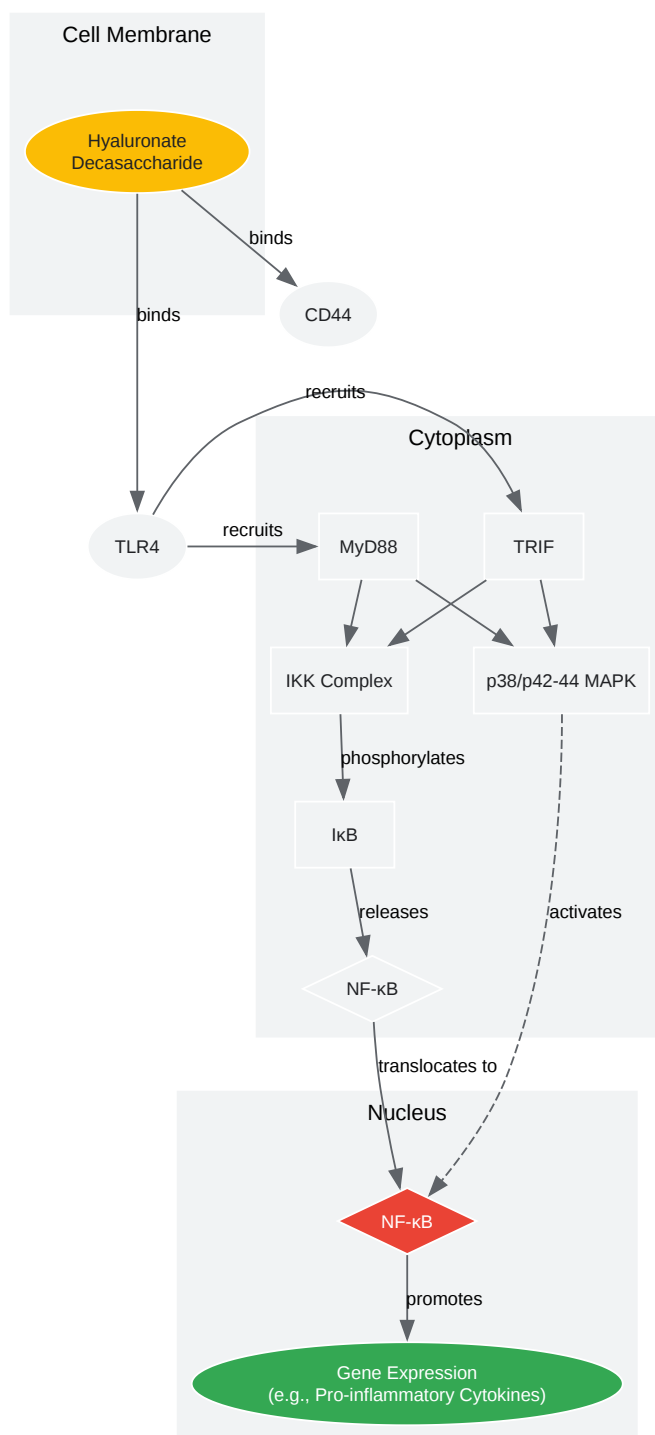 Cell Membrane
Hyaluronate
Decasaccharide
binds
CD44
binds
recruits
Cytoplasm
TLR4
recruits
MyD88
TRIF
IKK Complex
p38/p42-44 MAPK
phosphorylates
IκB
releases
activates
NF-κB
translocates to
Nucleus
NF-κB
promotes
Gene Expression
(e.g., Pro-inflammatory Cytokines)